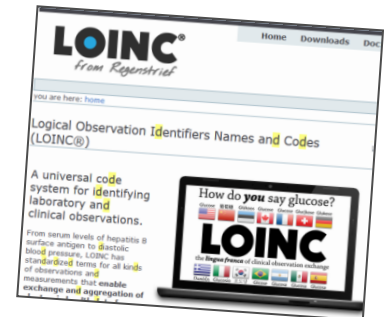 LOINC®
from Regenstrief
Home Downloads Doc
you are here: home
Logical Observation Identifiers Names and Codes
(LOINC®)
A universal code
system for identifying
laboratory and
clinical observations.
From serum levels of hepatitis B
surface antigen to diastolic
blood pressure, LOINC has
standardized terms for all kinds
of observations and
measurements that enable
exchange and aggregation of
How do you say glucose?
LOINC
the lingua franca of clinical observation exchange